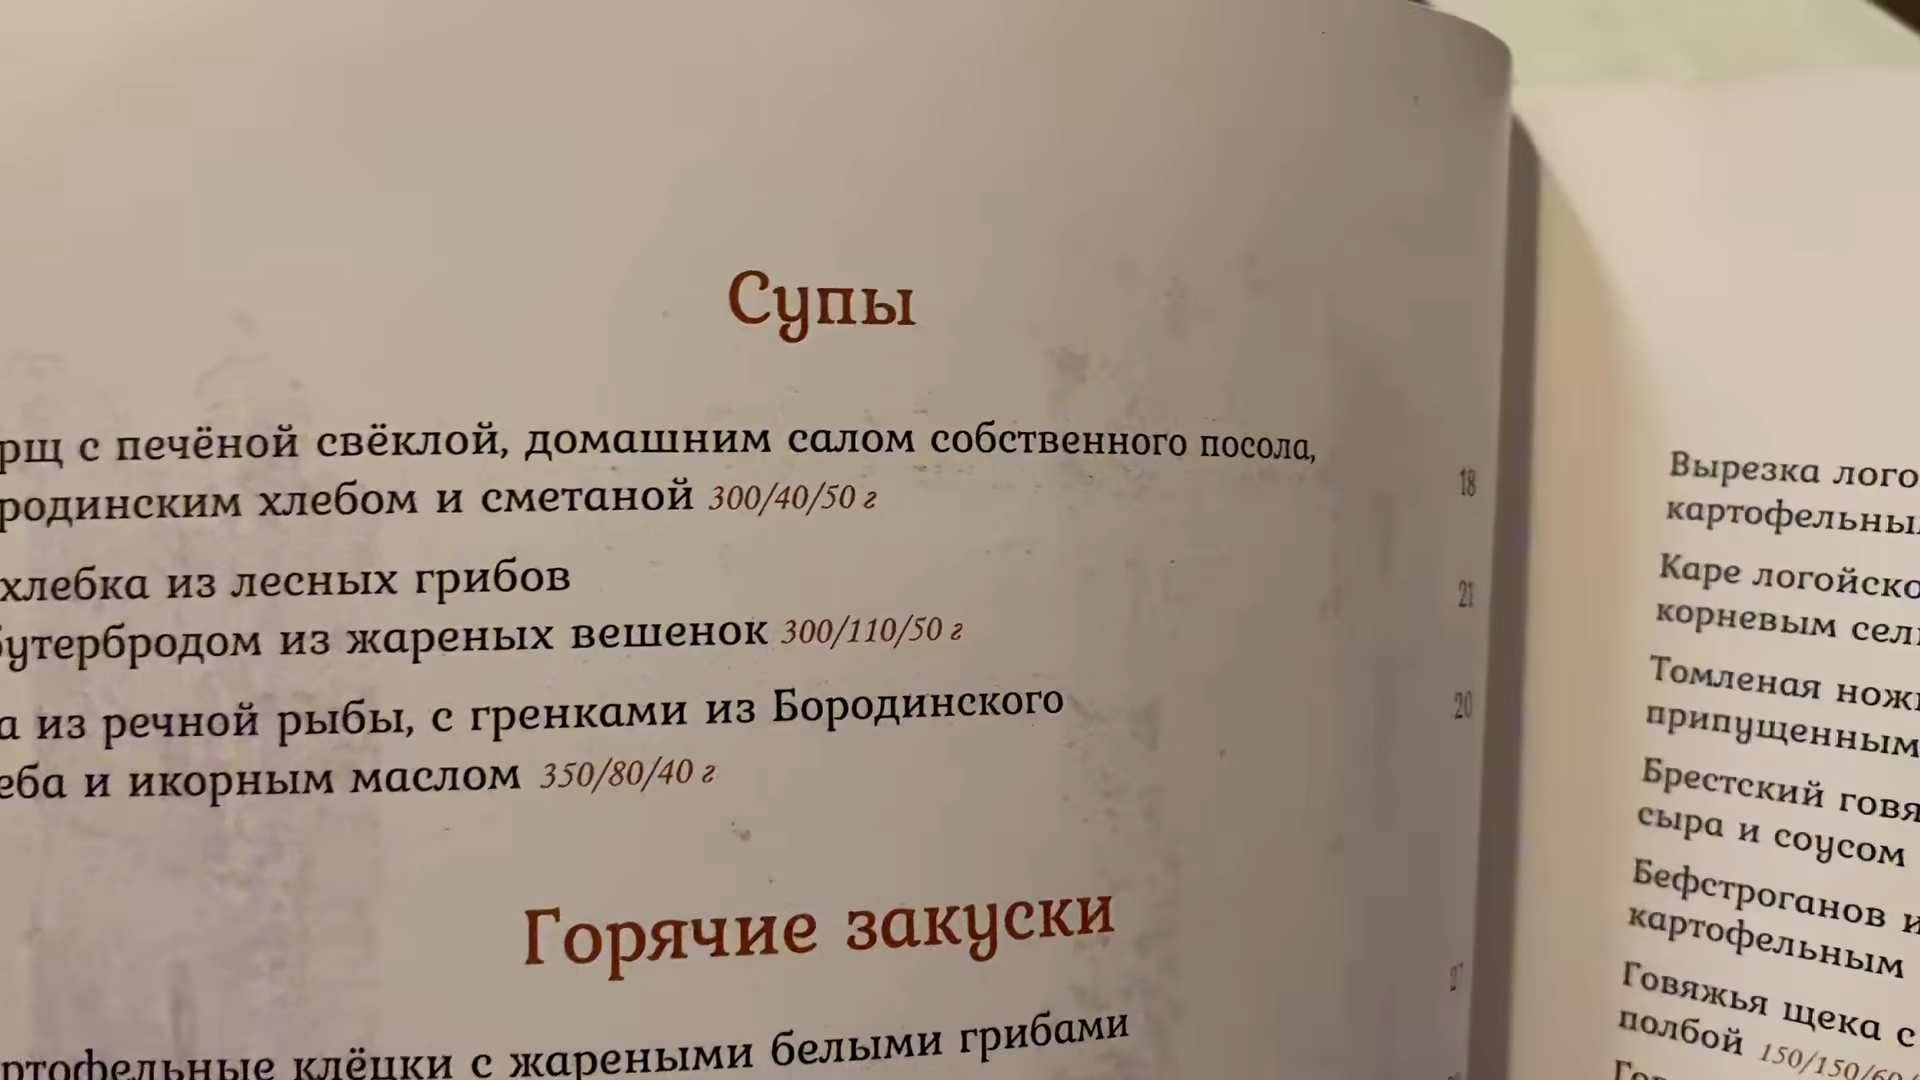 Супы
рщ с печёной свёклой, домашним салом собственного посола,
родинским хлебом и сметаной 300/40/50 г 18
хлебка из лесных грибов
бутербродом из жареных вешенок 300/110/50 г 21
а из речной рыбы, с гренками из Бородинского
еба и икорным маслом 350/80/40 г 20
Горячие закуски
ртофельные клёцки с жареными белыми грибами
Вырезка лого
картофельны
Каре логойско
корневым сел
Томленая нож
припущенным
Брестский говя
сыра и соусом
Бефстроганов и
картофельным
Говяжья щека с
полбой 150/150/60/